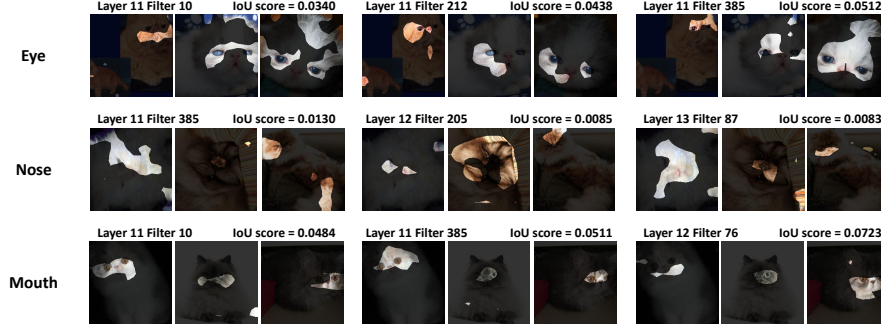 Layer 11 Filter 10 IoU score = 0.0340 Layer 11 Filter 212 IoU score = 0.0438 Layer 11 Filter 385 IoU score = 0.0512
Eye
Layer 11 Filter 385 IoU score = 0.0130 Layer 12 Filter 205 IoU score = 0.0085 Layer 13 Filter 87 IoU score = 0.0083
Nose
Layer 11 Filter 10 IoU score = 0.0484 Layer 11 Filter 385 IoU score = 0.0511 Layer 12 Filter 76 IoU score = 0.0723
Mouth